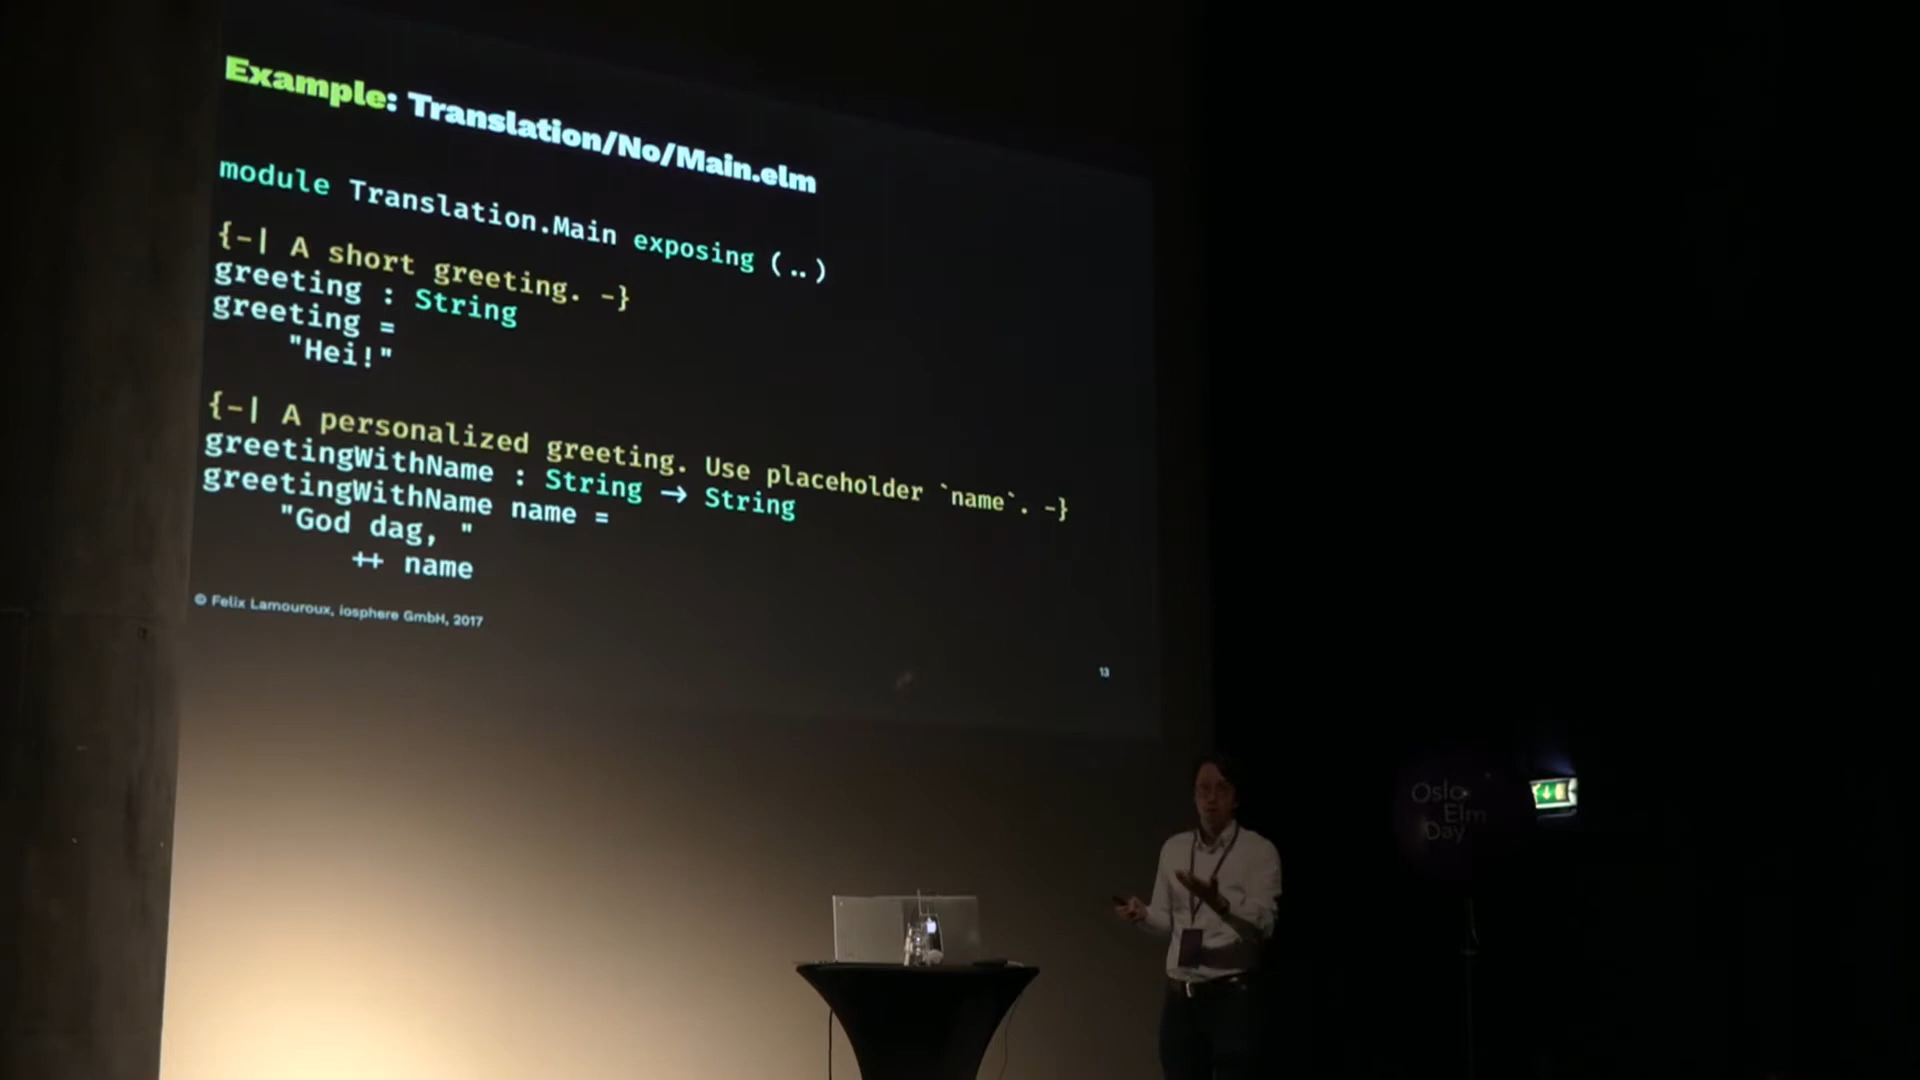 Example: Translation/No/Main.elm
module Translation.Main exposing (..)
{-| A short greeting. -}
greeting : String
greeting =
    "Hei!"
{-| A personalized greeting. Use placeholder `name`. -}
greetingWithName : String -> String
greetingWithName name =
    "God dag, "
        ++ name
© Felix Lamouroux, iosphere GmbH, 2017
13
Oslo
Elm
Day